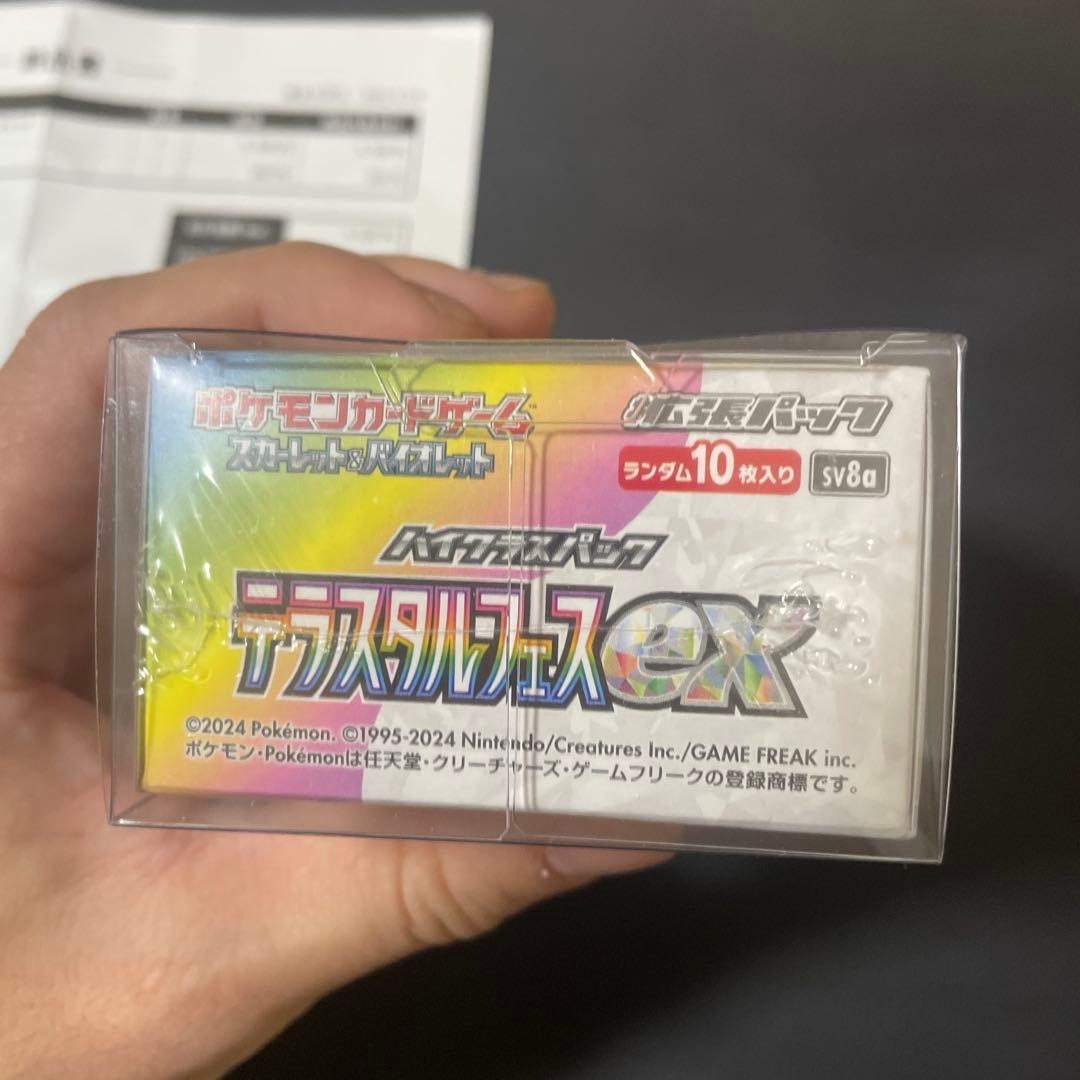 ポケモンカードゲーム™
スカーレット&バイオレット
拡張パック
ランダム10枚入り
sv8a
ハイクラスパック
テラスタルフェスex
©2024 Pokémon. ©1995-2024 Nintendo/Creatures Inc./GAME FREAK inc.
ポケモン・Pokémonは任天堂・クリーチャーズ・ゲームフリークの登録商標です。